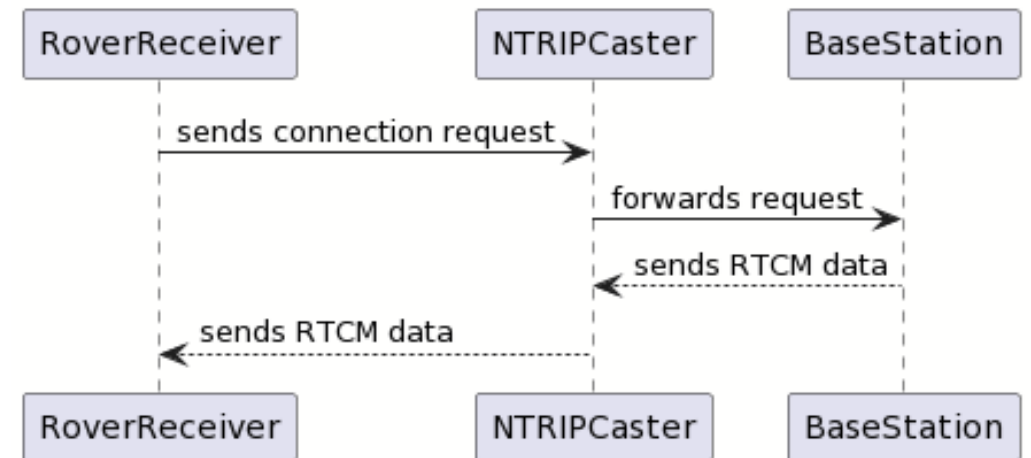 RoverReceiver NTRIPCaster BaseStation
sends connection request
forwards request
sends RTCM data
sends RTCM data
RoverReceiver NTRIPCaster BaseStation